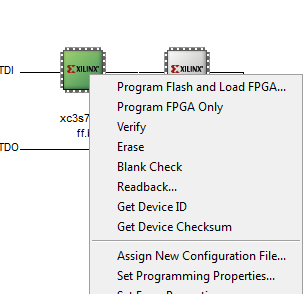 TDI
XILINX
XILINX
Program Flash and Load FPGA...
Program FPGA Only
xc3s7
Verify
ff.
TDO
Erase
Blank Check
Readback...
Get Device ID
Get Device Checksum
Assign New Configuration File...
Set Programming Properties...